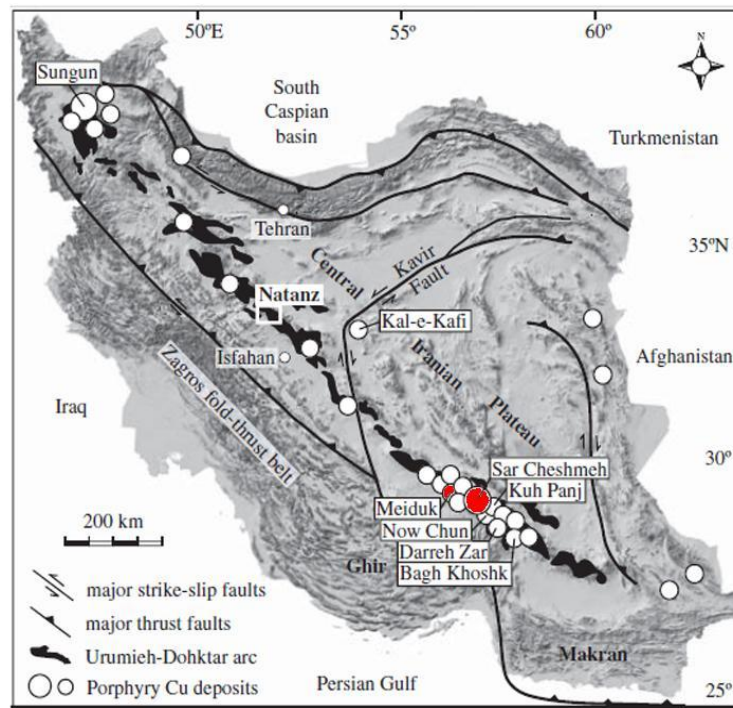 50ºE
55º
60º
N
Sungun
South
Caspian
basin
Turkmenistan
Tehran
35ºN
Central
Kavir
Fault
Natanz
Kal-e-Kafi
Isfahan
Iranian
Afghanistan
Zagros fold-thrust belt
Iraq
Plateau
30º
Sar Cheshmeh
Kuh Panj
Meiduk
Now Chun
200 km
Darreh Zar
Ghir
Bagh Khoshk
major strike-slip faults
major thrust faults
Urumieh-Dohktar arc
Makran
Porphyry Cu deposits
Persian Gulf
25º